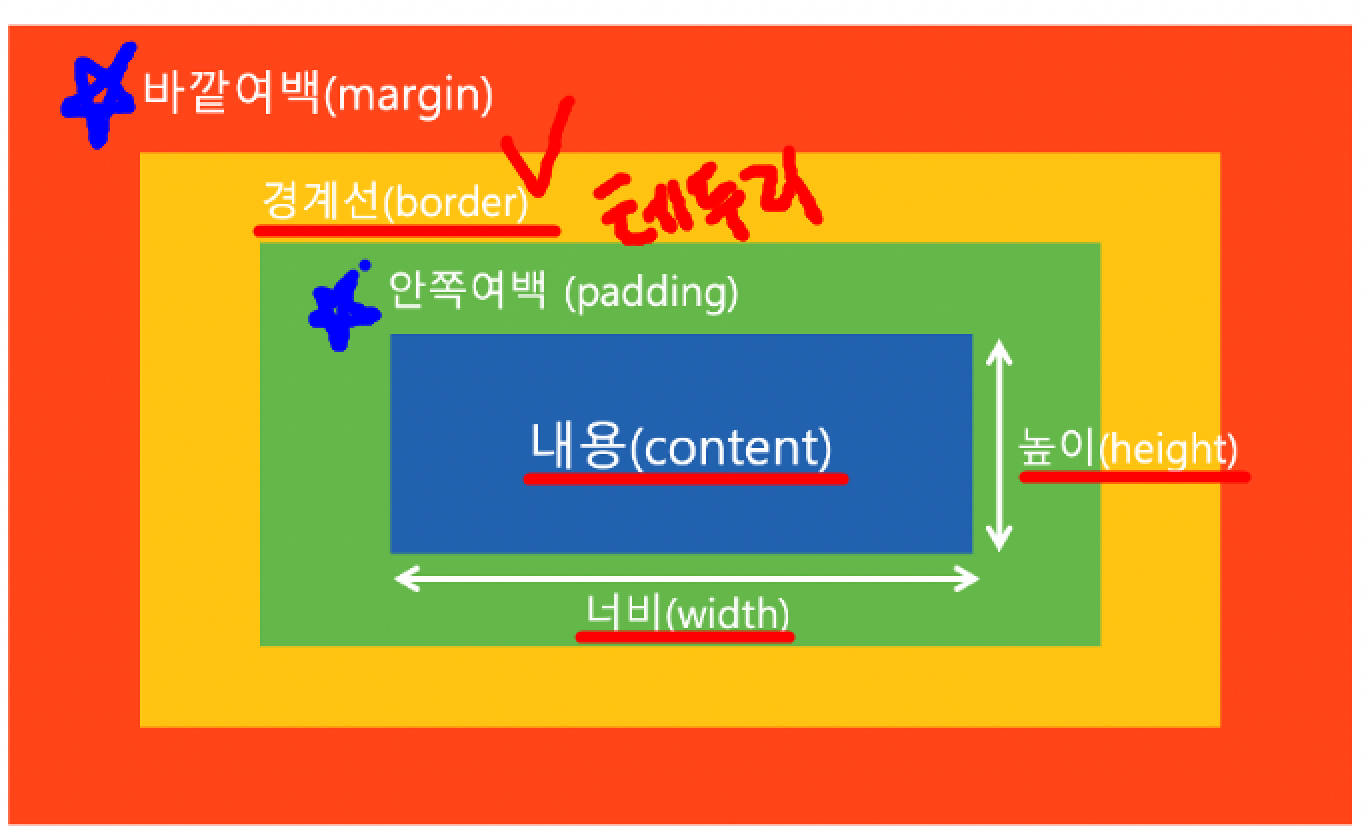 바깥여백(margin)
경계선(border)
테두리
안쪽여백 (padding)
내용(content)
높이(height)
너비(width)